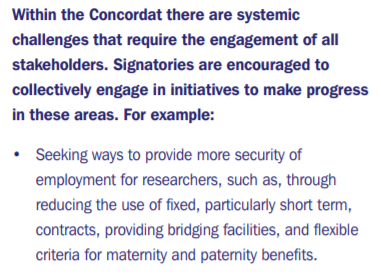 Within the Concordat there are systemic
challenges that require the engagement of all
stakeholders. Signatories are encouraged to
collectively engage in initiatives to make progress
in these areas. For example:
• Seeking ways to provide more security of
employment for researchers, such as, through
reducing the use of fixed, particularly short term,
contracts, providing bridging facilities, and flexible
criteria for maternity and paternity benefits.